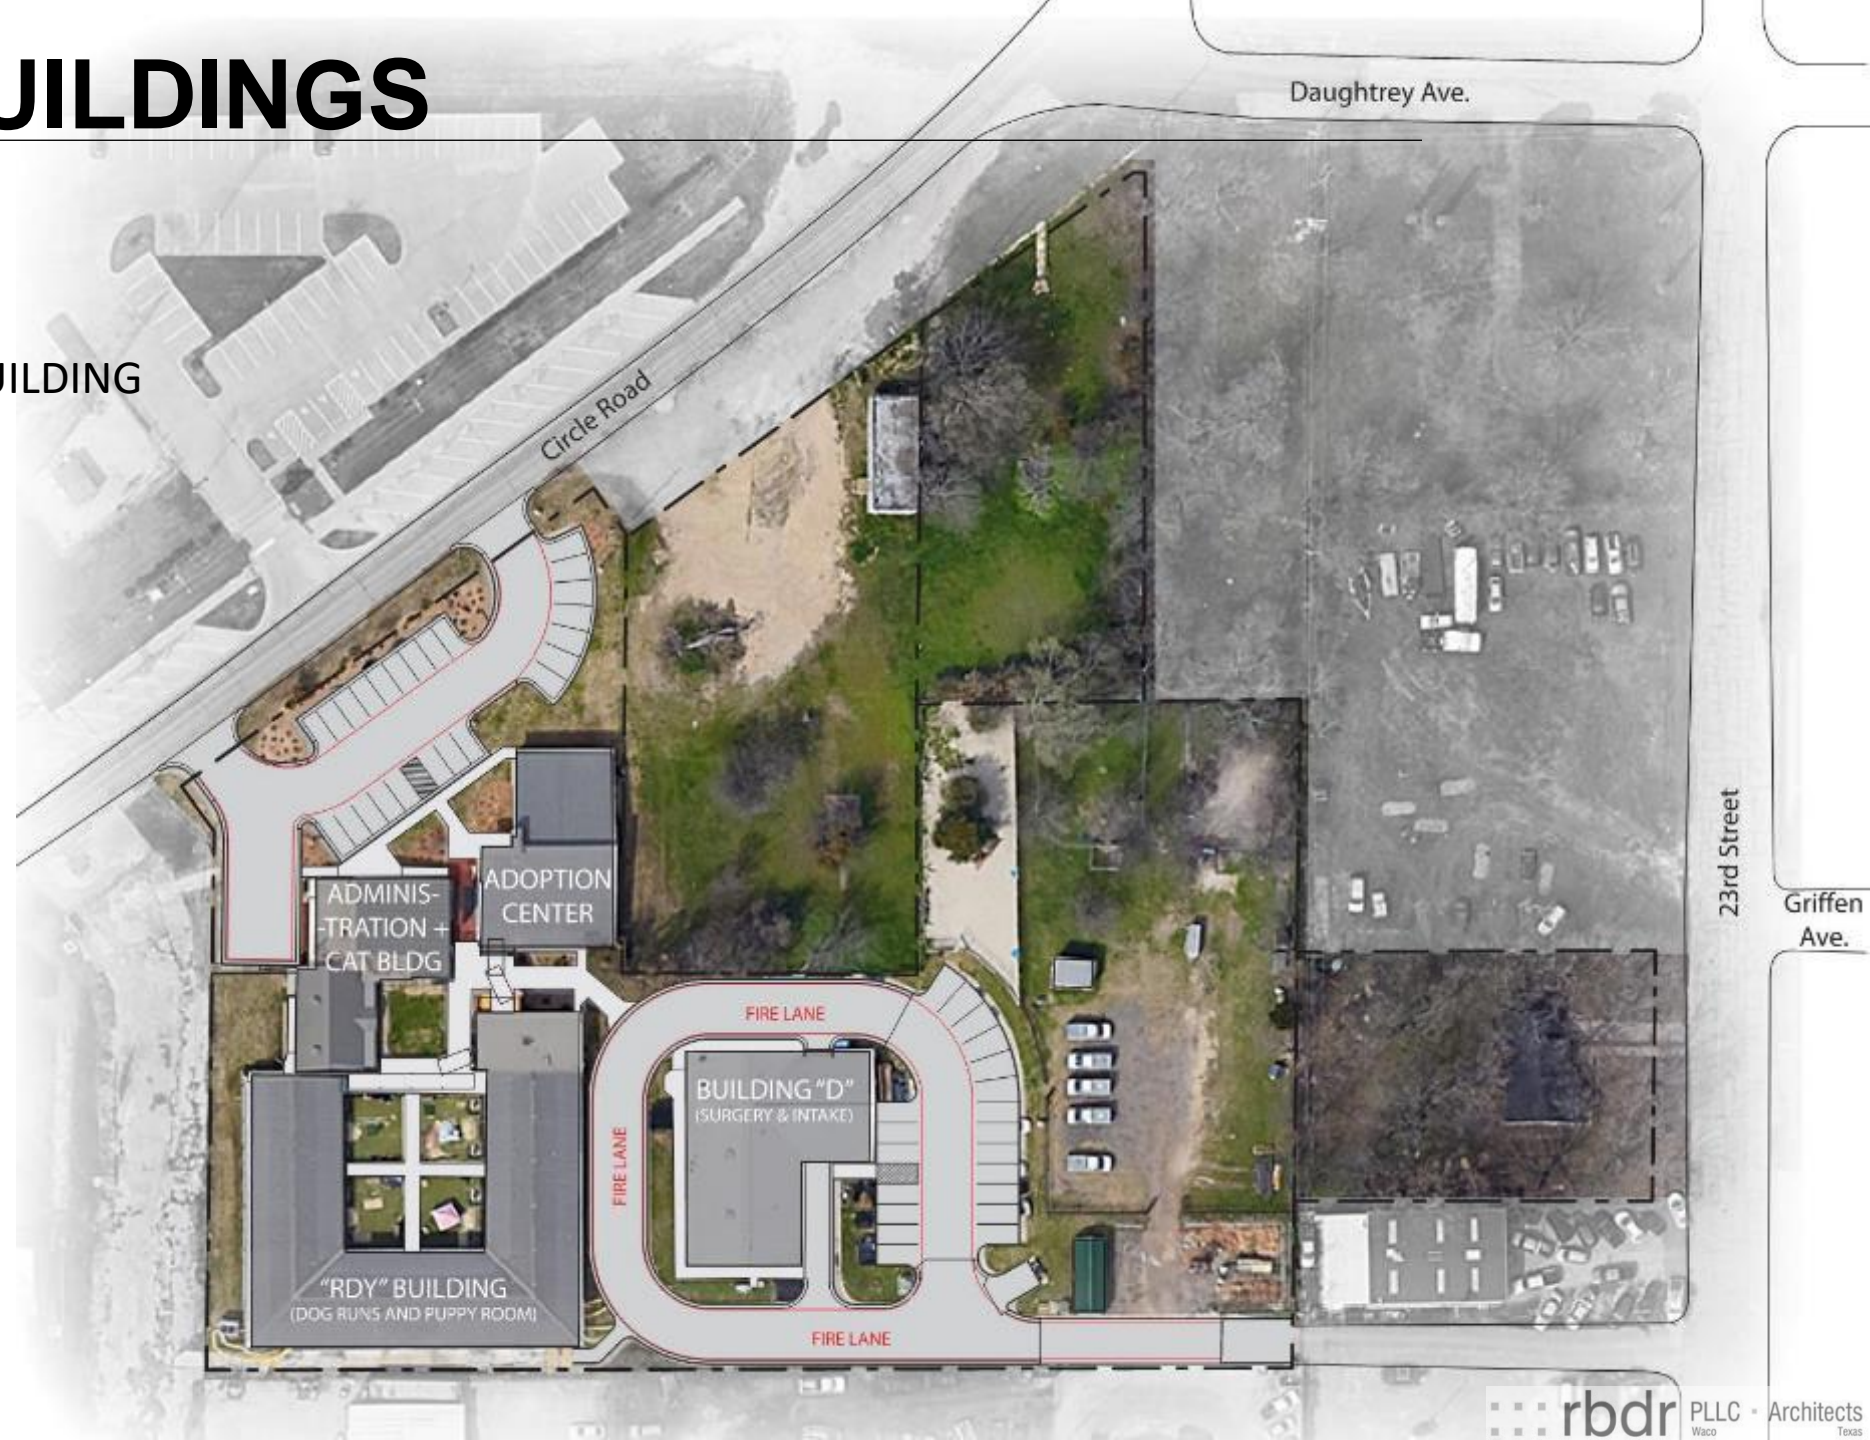 UILDINGS
Daughtrey Ave.
UILDING
Circle Road
23rd Street
Griffen
Ave.
ADOPTION
CENTER
ADMINIS-
-TRATION +
CAT BLDG
FIRE LANE
BUILDING "D"
(SURGERY & INTAKE)
FIRE LANE
"RDY" BUILDING
(DOG RUNS AND PUPPY ROOM)
FIRE LANE
rbdr PLLC · Architects
Waco Texas